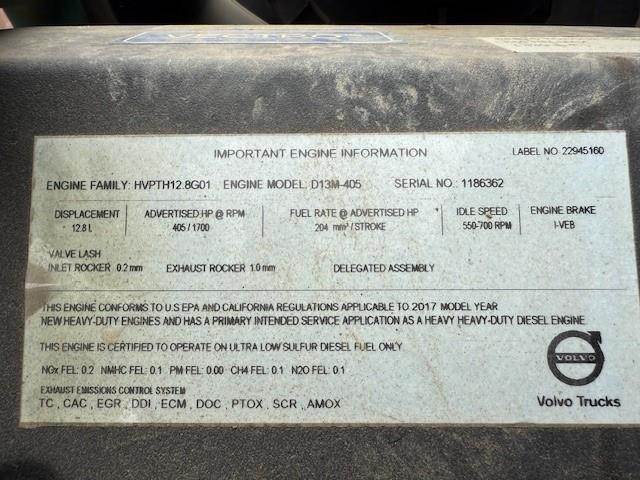 IMPORTANT ENGINE INFORMATION LABEL NO 22945160
ENGINE FAMILY: HVPTH12.8G01 ENGINE MODEL: D13M-405 SERIAL NO: 1186362
DISPLACEMENT ADVERTISED HP @ RPM FUEL RATE @ ADVERTISED HP IDLE SPEED ENGINE BRAKE
12.8 L 405 / 1700 204 mm³ / STROKE 550-700 RPM I-VEB
VALVE LASH
INLET ROCKER 0.2 mm EXHAUST ROCKER 1.0 mm DELEGATED ASSEMBLY
THIS ENGINE CONFORMS TO U.S EPA AND CALIFORNIA REGULATIONS APPLICABLE TO 2017 MODEL YEAR
NEW HEAVY-DUTY ENGINES AND HAS A PRIMARY INTENDED SERVICE APPLICATION AS A HEAVY HEAVY-DUTY DIESEL ENGINE
THIS ENGINE IS CERTIFIED TO OPERATE ON ULTRA LOW SULFUR DIESEL FUEL ONLY
NOx FEL: 0.2 NMHC FEL: 0.1 PM FEL: 0.00 CH4 FEL: 0.1 N2O FEL: 0.1
EXHAUST EMISSIONS CONTROL SYSTEM
TC , CAC , EGR , DDI , ECM , DOC , PTOX , SCR , AMOX
VOLVO
Volvo Trucks